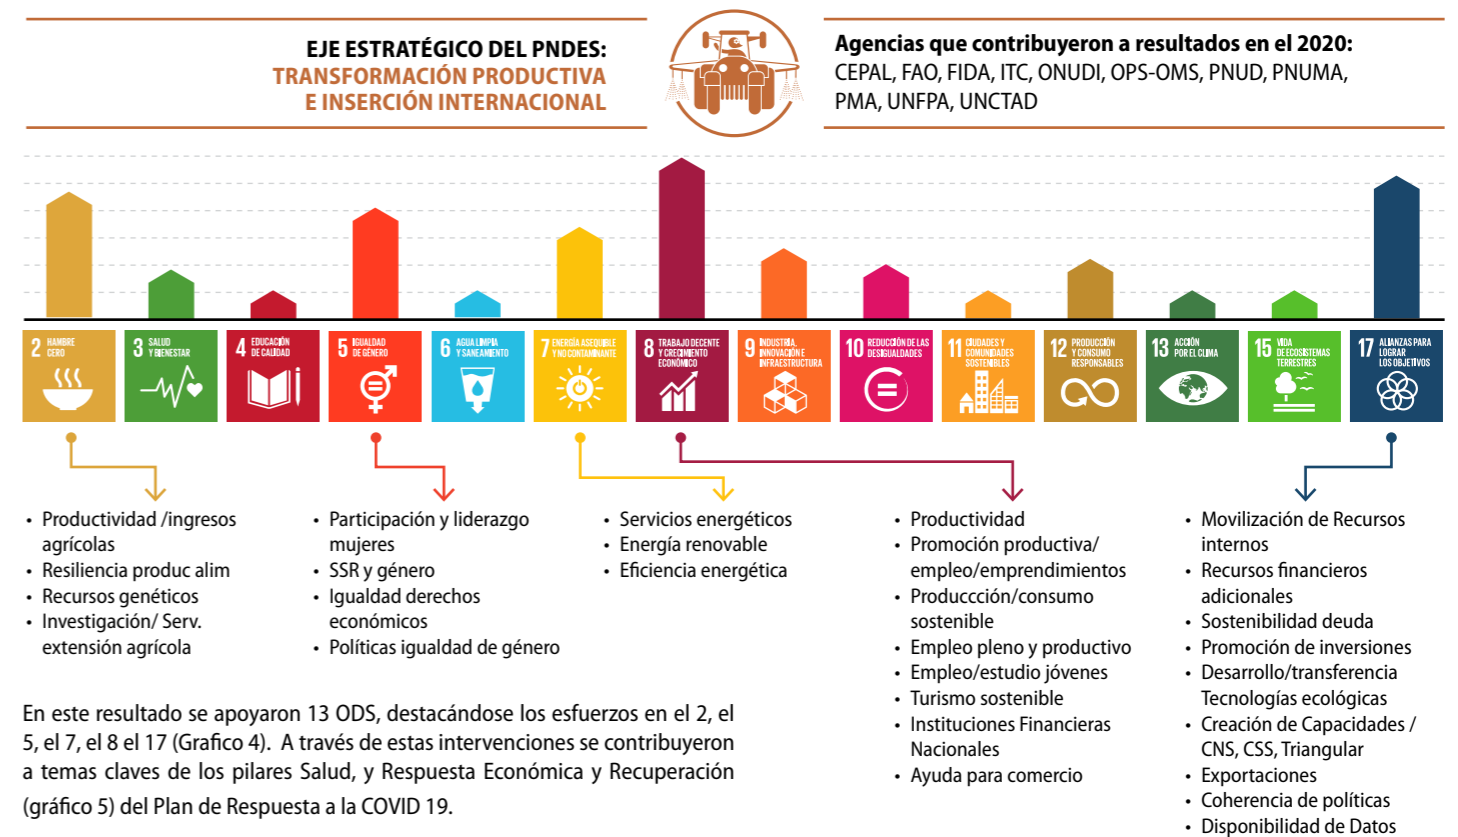 EJE ESTRATÉGICO DEL PNDES:
TRANSFORMACIÓN PRODUCTIVA
E INSERCIÓN INTERNACIONAL
Agencias que contribuyeron a resultados en el 2020:
CEPAL, FAO, FIDA, ITC, ONUDI, OPS-OMS, PNUD, PNUMA,
PMA, UNFPA, UNCTAD
2 HAMBRE
CERO
3 SALUD
Y BIENESTAR
4 EDUCACIÓN
DE CALIDAD
5 IGUALDAD
DE GÉNERO
6 AGUA LIMPIA
Y SANEAMIENTO
7 ENERGÍA ASEQUIBLE
Y NO CONTAMINANTE
8 TRABAJO DECENTE
Y CRECIMIENTO
ECONÓMICO
9 INDUSTRIA,
INNOVACIÓN E
INFRAESTRUCTURA
10 REDUCCIÓN DE LAS
DESIGUALDADES
11 CIUDADES Y
COMUNIDADES
SOSTENIBLES
12 PRODUCCIÓN
Y CONSUMO
RESPONSABLES
13 ACCIÓN
POR EL CLIMA
15 VIDA
DE ECOSISTEMAS
TERRESTRES
17 ALIANZAS PARA
LOGRAR
LOS OBJETIVOS
• Productividad /ingresos
agrícolas
• Resiliencia produc alim
• Recursos genéticos
• Investigación/ Serv.
extensión agrícola
• Participación y liderazgo
mujeres
• SSR y género
• Igualdad derechos
económicos
• Políticas igualdad de género
• Servicios energéticos
• Energía renovable
• Eficiencia energética
• Productividad
• Promoción productiva/
empleo/emprendimientos
• Produccción/consumo
sostenible
• Empleo pleno y productivo
• Empleo/estudio jóvenes
• Turismo sostenible
• Instituciones Financieras
Nacionales
• Ayuda para comercio
• Movilización de Recursos
internos
• Recursos financieros
adicionales
• Sostenibilidad deuda
• Promoción de inversiones
• Desarrollo/transferencia
Tecnologías ecológicas
• Creación de Capacidades /
CNS, CSS, Triangular
• Exportaciones
• Coherencia de políticas
• Disponibilidad de Datos
En este resultado se apoyaron 13 ODS, destacándose los esfuerzos en el 2, el
5, el 7, el 8 el 17 (Grafico 4). A través de estas intervenciones se contribuyeron
a temas claves de los pilares Salud, y Respuesta Económica y Recuperación
(gráfico 5) del Plan de Respuesta a la COVID 19.